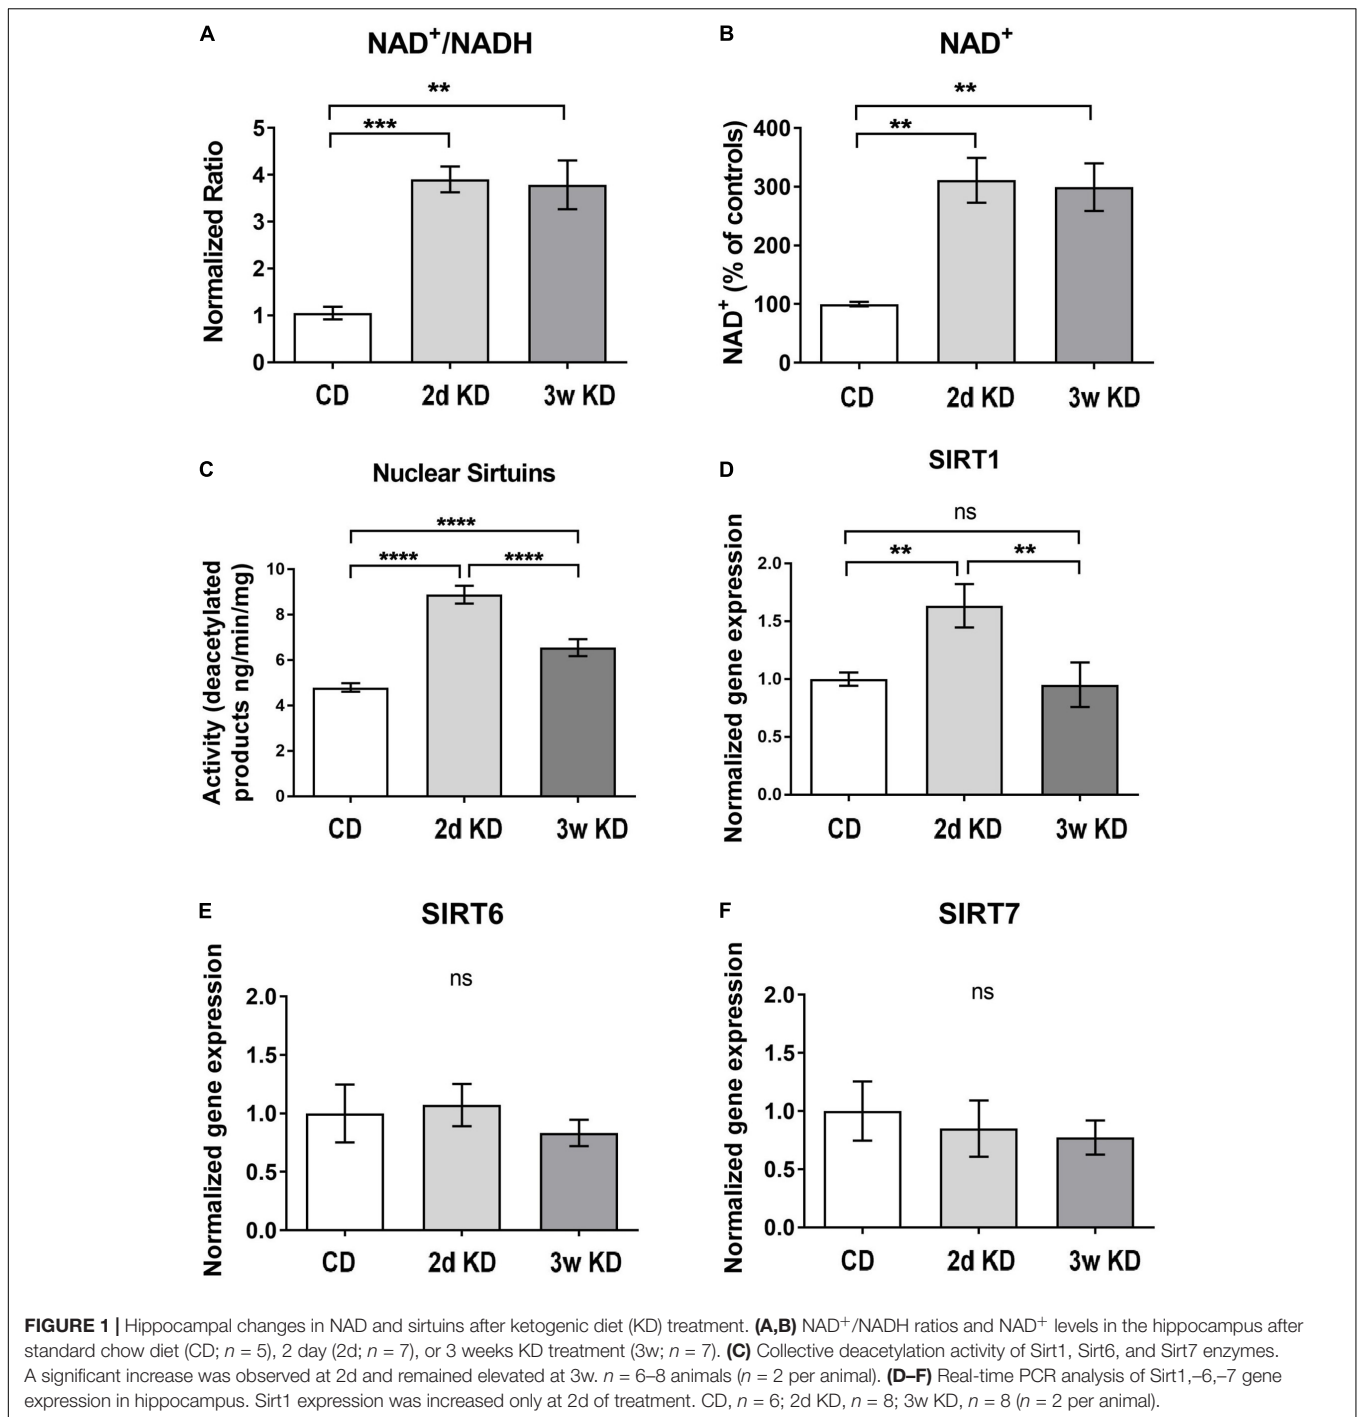 A
NAD+/NADH
**
***
Normalized Ratio
5
4
3
2
1
0
CD 2d KD 3w KD
B
NAD+
**
**
NAD+ (% of controls)
400
300
200
100
0
CD 2d KD 3w KD
C
Nuclear Sirtuins
****
**** ****
Activity (deacetylated
products ng/min/mg)
10
8
6
4
2
0
CD 2d KD 3w KD
D
SIRT1
ns
** **
Normalized gene expression
2.0
1.5
1.0
0.5
0.0
CD 2d KD 3w KD
E
SIRT6
ns
Normalized gene expression
2.0
1.5
1.0
0.5
0.0
CD 2d KD 3w KD
F
SIRT7
ns
Normalized gene expression
2.0
1.5
1.0
0.5
0.0
CD 2d KD 3w KD
FIGURE 1 | Hippocampal changes in NAD and sirtuins after ketogenic diet (KD) treatment. (A,B) NAD+/NADH ratios and NAD+ levels in the hippocampus after
standard chow diet (CD; n = 5), 2 day (2d; n = 7), or 3 weeks KD treatment (3w; n = 7). (C) Collective deacetylation activity of Sirt1, Sirt6, and Sirt7 enzymes.
A significant increase was observed at 2d and remained elevated at 3w. n = 6–8 animals (n = 2 per animal). (D–F) Real-time PCR analysis of Sirt1,–6,–7 gene
expression in hippocampus. Sirt1 expression was increased only at 2d of treatment. CD, n = 6; 2d KD, n = 8; 3w KD, n = 8 (n = 2 per animal).